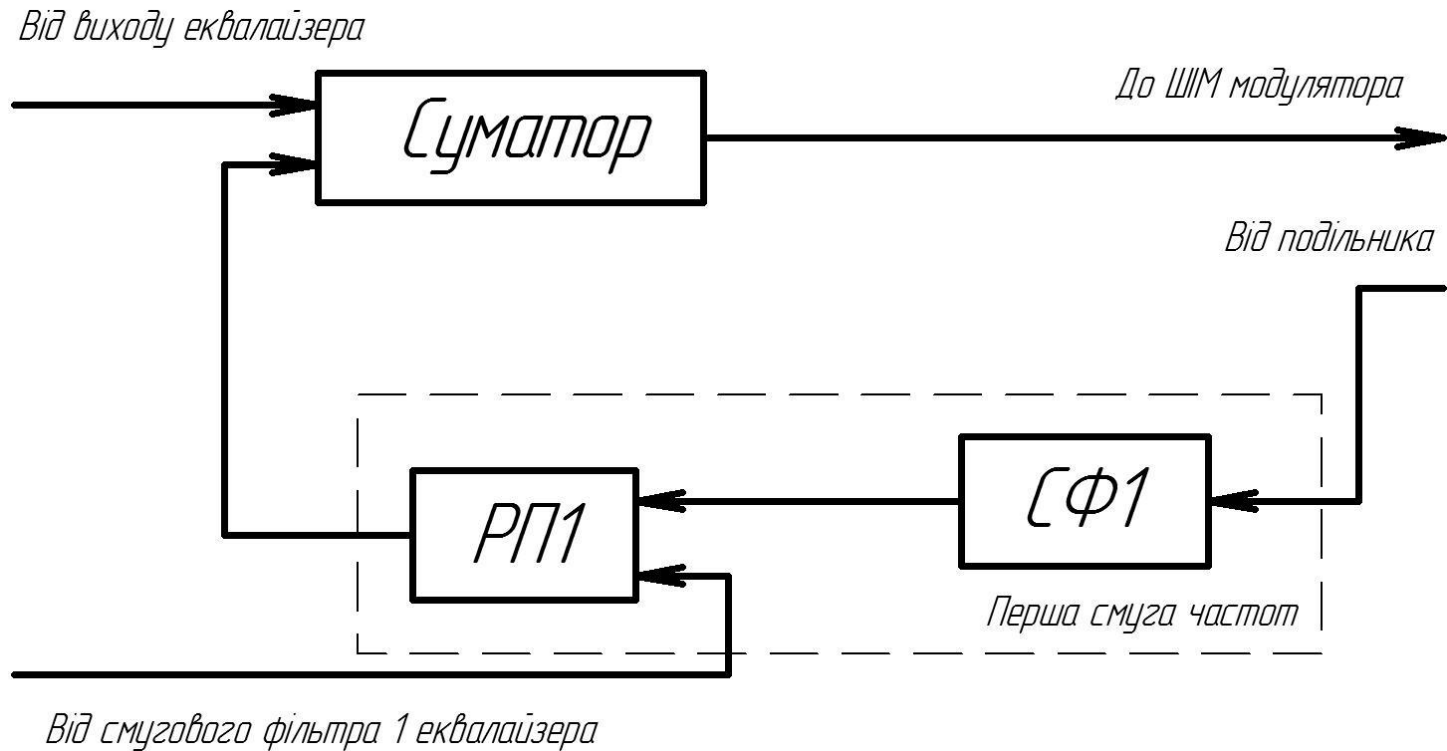 Від виходу еквалайзера
До ШІМ модулятора
Суматор
Від подільника
СФ1
РП1
Перша смуга частот
Від смугового фільтра 1 еквалайзера